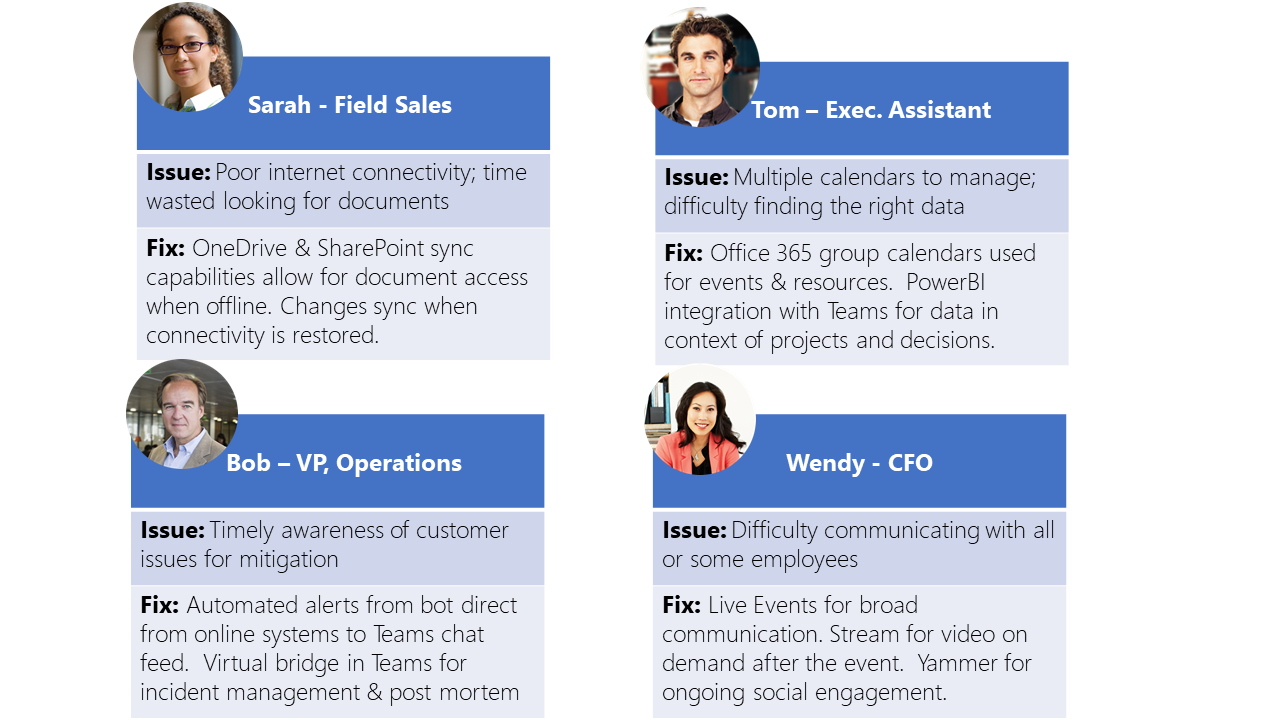 Sarah - Field Sales
Issue: Poor internet connectivity; time
wasted looking for documents
Fix: OneDrive & SharePoint sync
capabilities allow for document access
when offline. Changes sync when
connectivity is restored.
Tom – Exec. Assistant
Issue: Multiple calendars to manage;
difficulty finding the right data
Fix: Office 365 group calendars used
for events & resources.  PowerBI
integration with Teams for data in
context of projects and decisions.
Bob – VP, Operations
Issue: Timely awareness of customer
issues for mitigation
Fix: Automated alerts from bot direct
from online systems to Teams chat
feed.  Virtual bridge in Teams for
incident management & post mortem
Wendy - CFO
Issue: Difficulty communicating with all
or some employees
Fix: Live Events for broad
communication. Stream for video on
demand after the event.  Yammer for
ongoing social engagement.